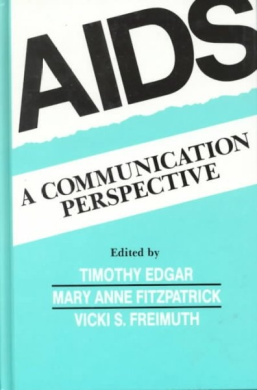 AIDS
A COMMUNICATION
PERSPECTIVE
Edited by
TIMOTHY EDGAR
MARY ANNE FITZPATRICK
VICKI S. FREIMUTH